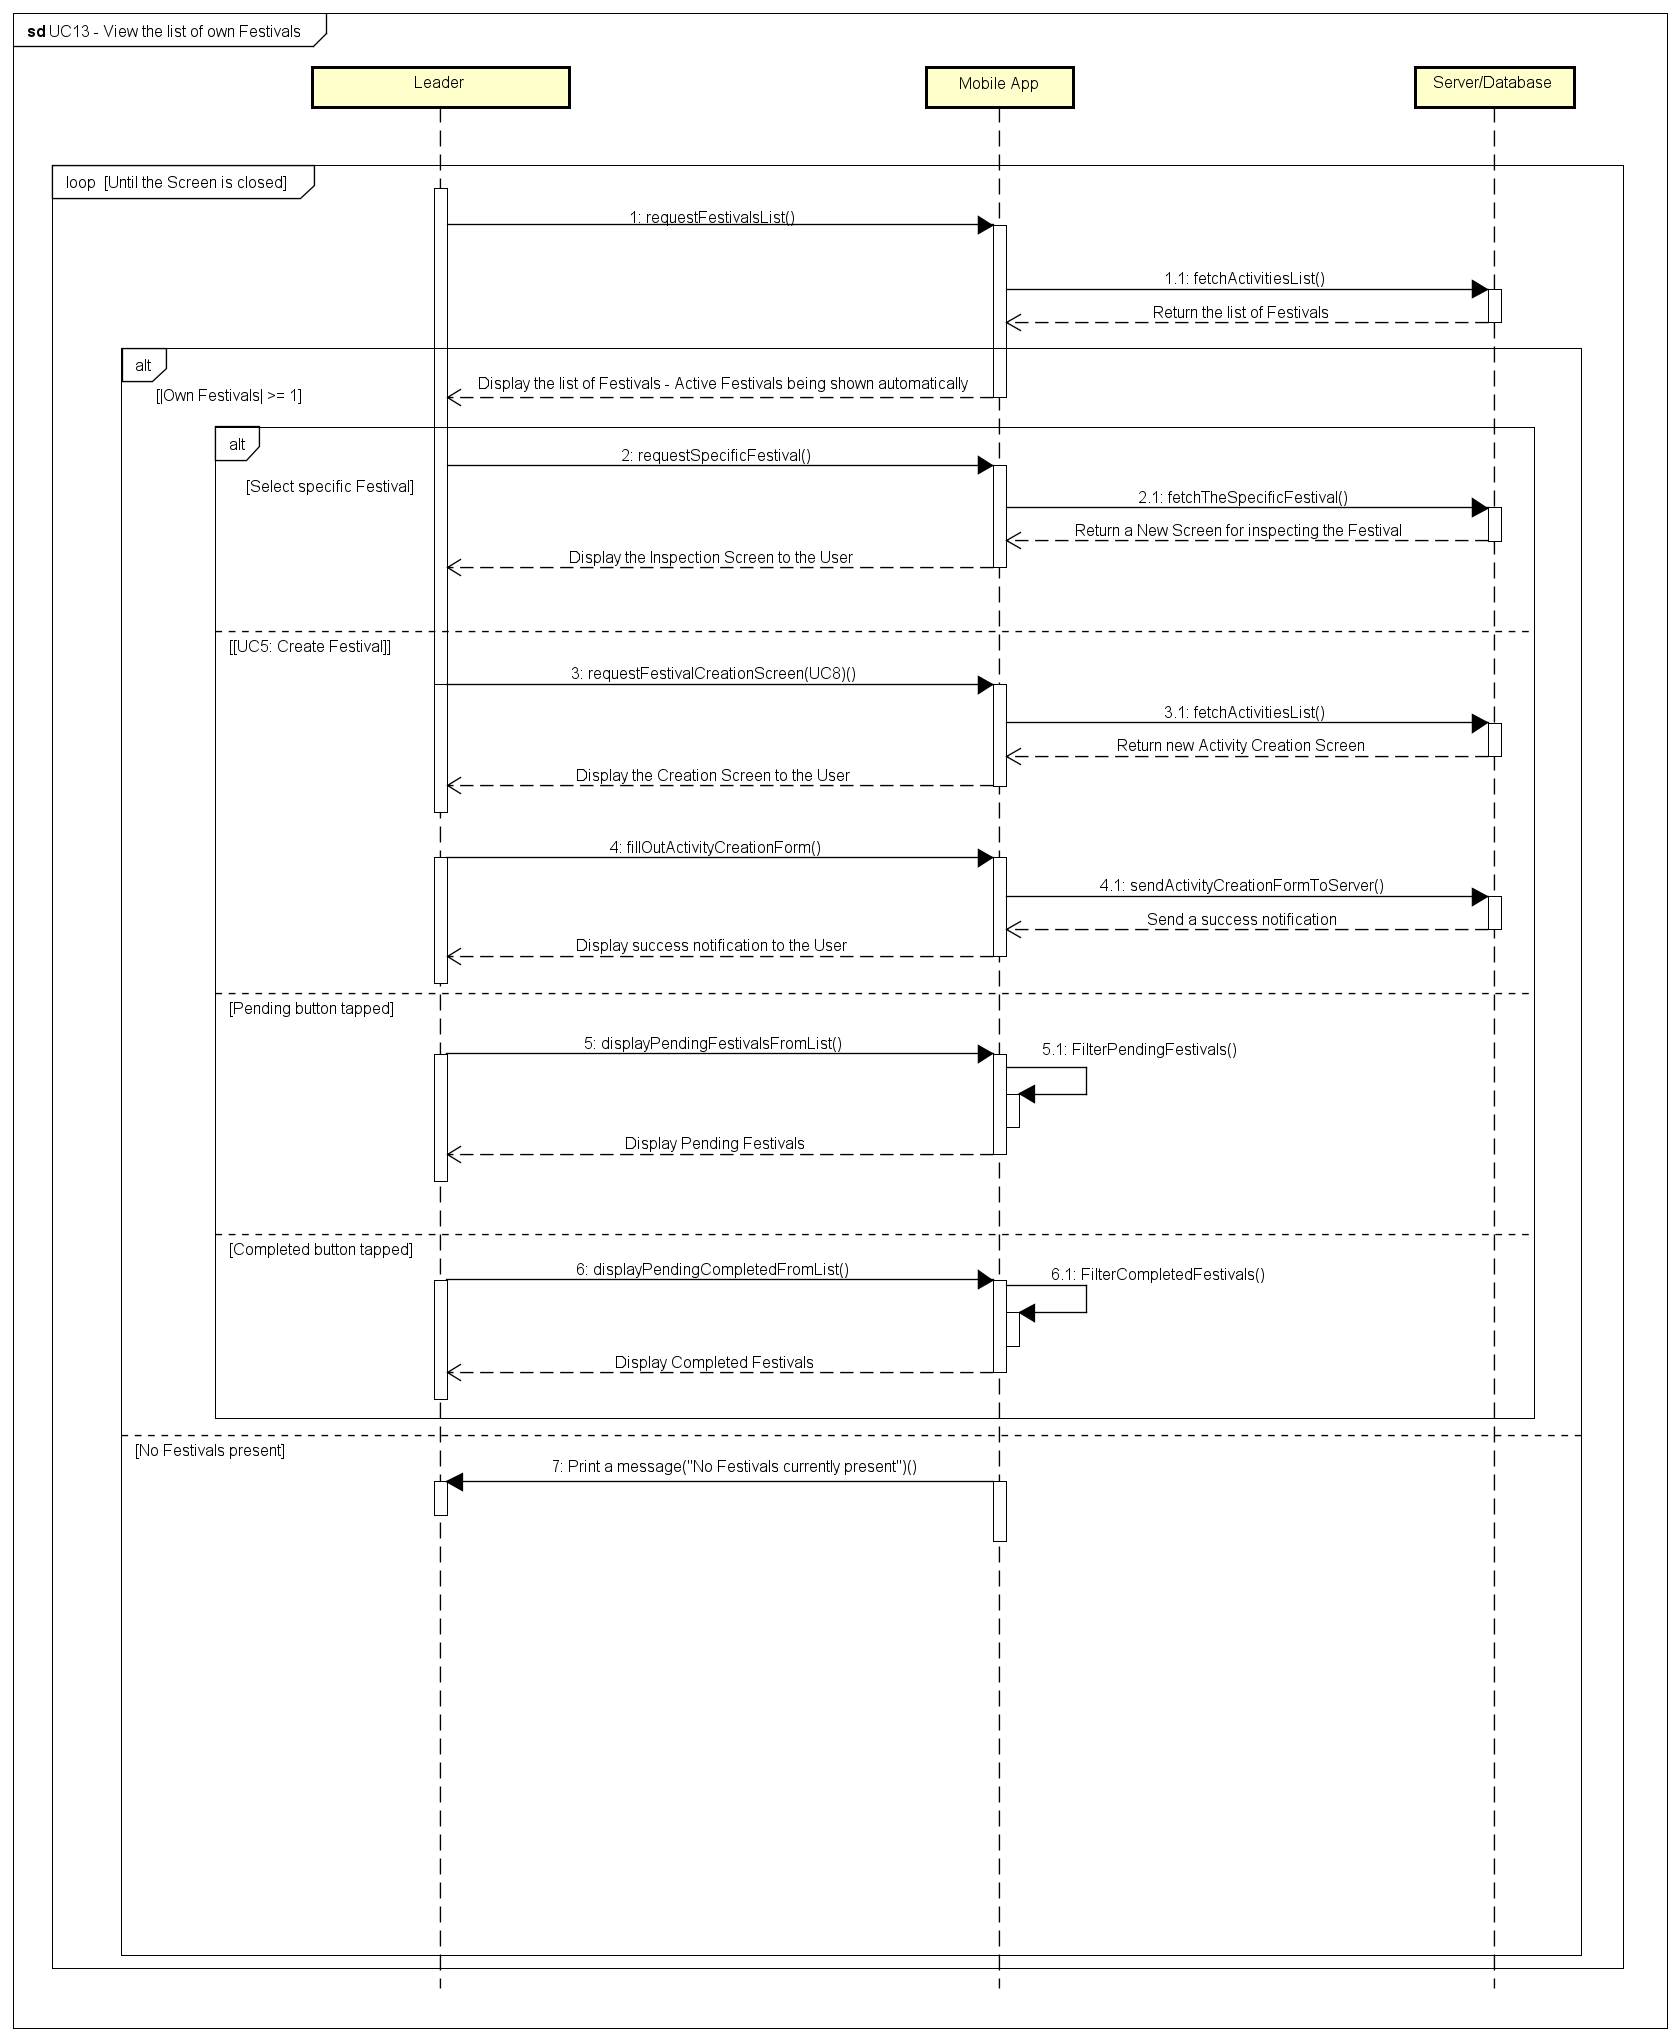 sd UC13 - View the list of own Festivals
Leader
Mobile App
Server/Database
loop [Until the Screen is closed]
1: requestFestivalsList()
1.1: fetchActivitiesList()
Return the list of Festivals
alt
[|Own Festivals| >= 1]
Display the list of Festivals - Active Festivals being shown automatically
alt
2: requestSpecificFestival()
[Select specific Festival]
2.1: fetchTheSpecificFestival()
Return a New Screen for inspecting the Festival
Display the Inspection Screen to the User
[[UC5: Create Festival]]
3: requestFestivalCreationScreen(UC8)()
3.1: fetchActivitiesList()
Return new Activity Creation Screen
Display the Creation Screen to the User
4: fillOutActivityCreationForm()
4.1: sendActivityCreationFormToServer()
Send a success notification
Display success notification to the User
[Pending button tapped]
5: displayPendingFestivalsFromList()
5.1: FilterPendingFestivals()
Display Pending Festivals
[Completed button tapped]
6: displayPendingCompletedFromList()
6.1: FilterCompletedFestivals()
Display Completed Festivals
[No Festivals present]
7: Print a message("No Festivals currently present")()